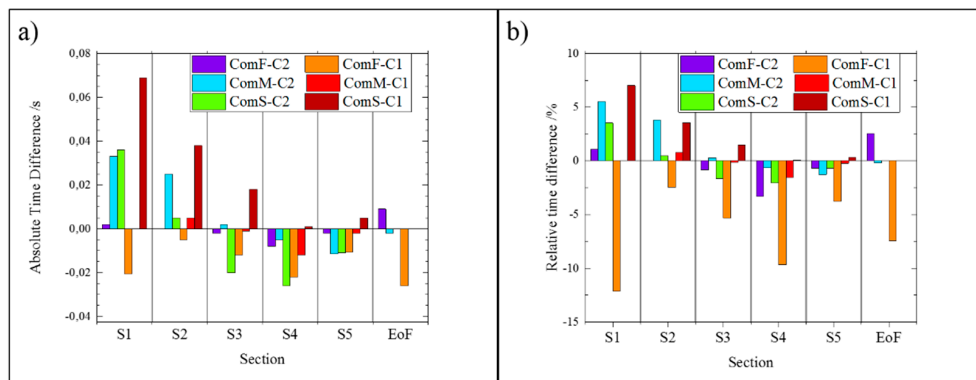 a)
Absolute Time Difference /s
0,08
0,06
0,04
0,02
0,00
-0,02
-0,04
ComF-C2 ComF-C1
ComM-C2 ComM-C1
ComS-C2 ComS-C1
S1 S2 S3 S4 S5 EoF
Section
b)
Relative time difference /%
10
5
0
-5
-10
-15
ComF-C2 ComF-C1
ComM-C2 ComM-C1
ComS-C2 ComS-C1
S1 S2 S3 S4 S5 EoF
Section